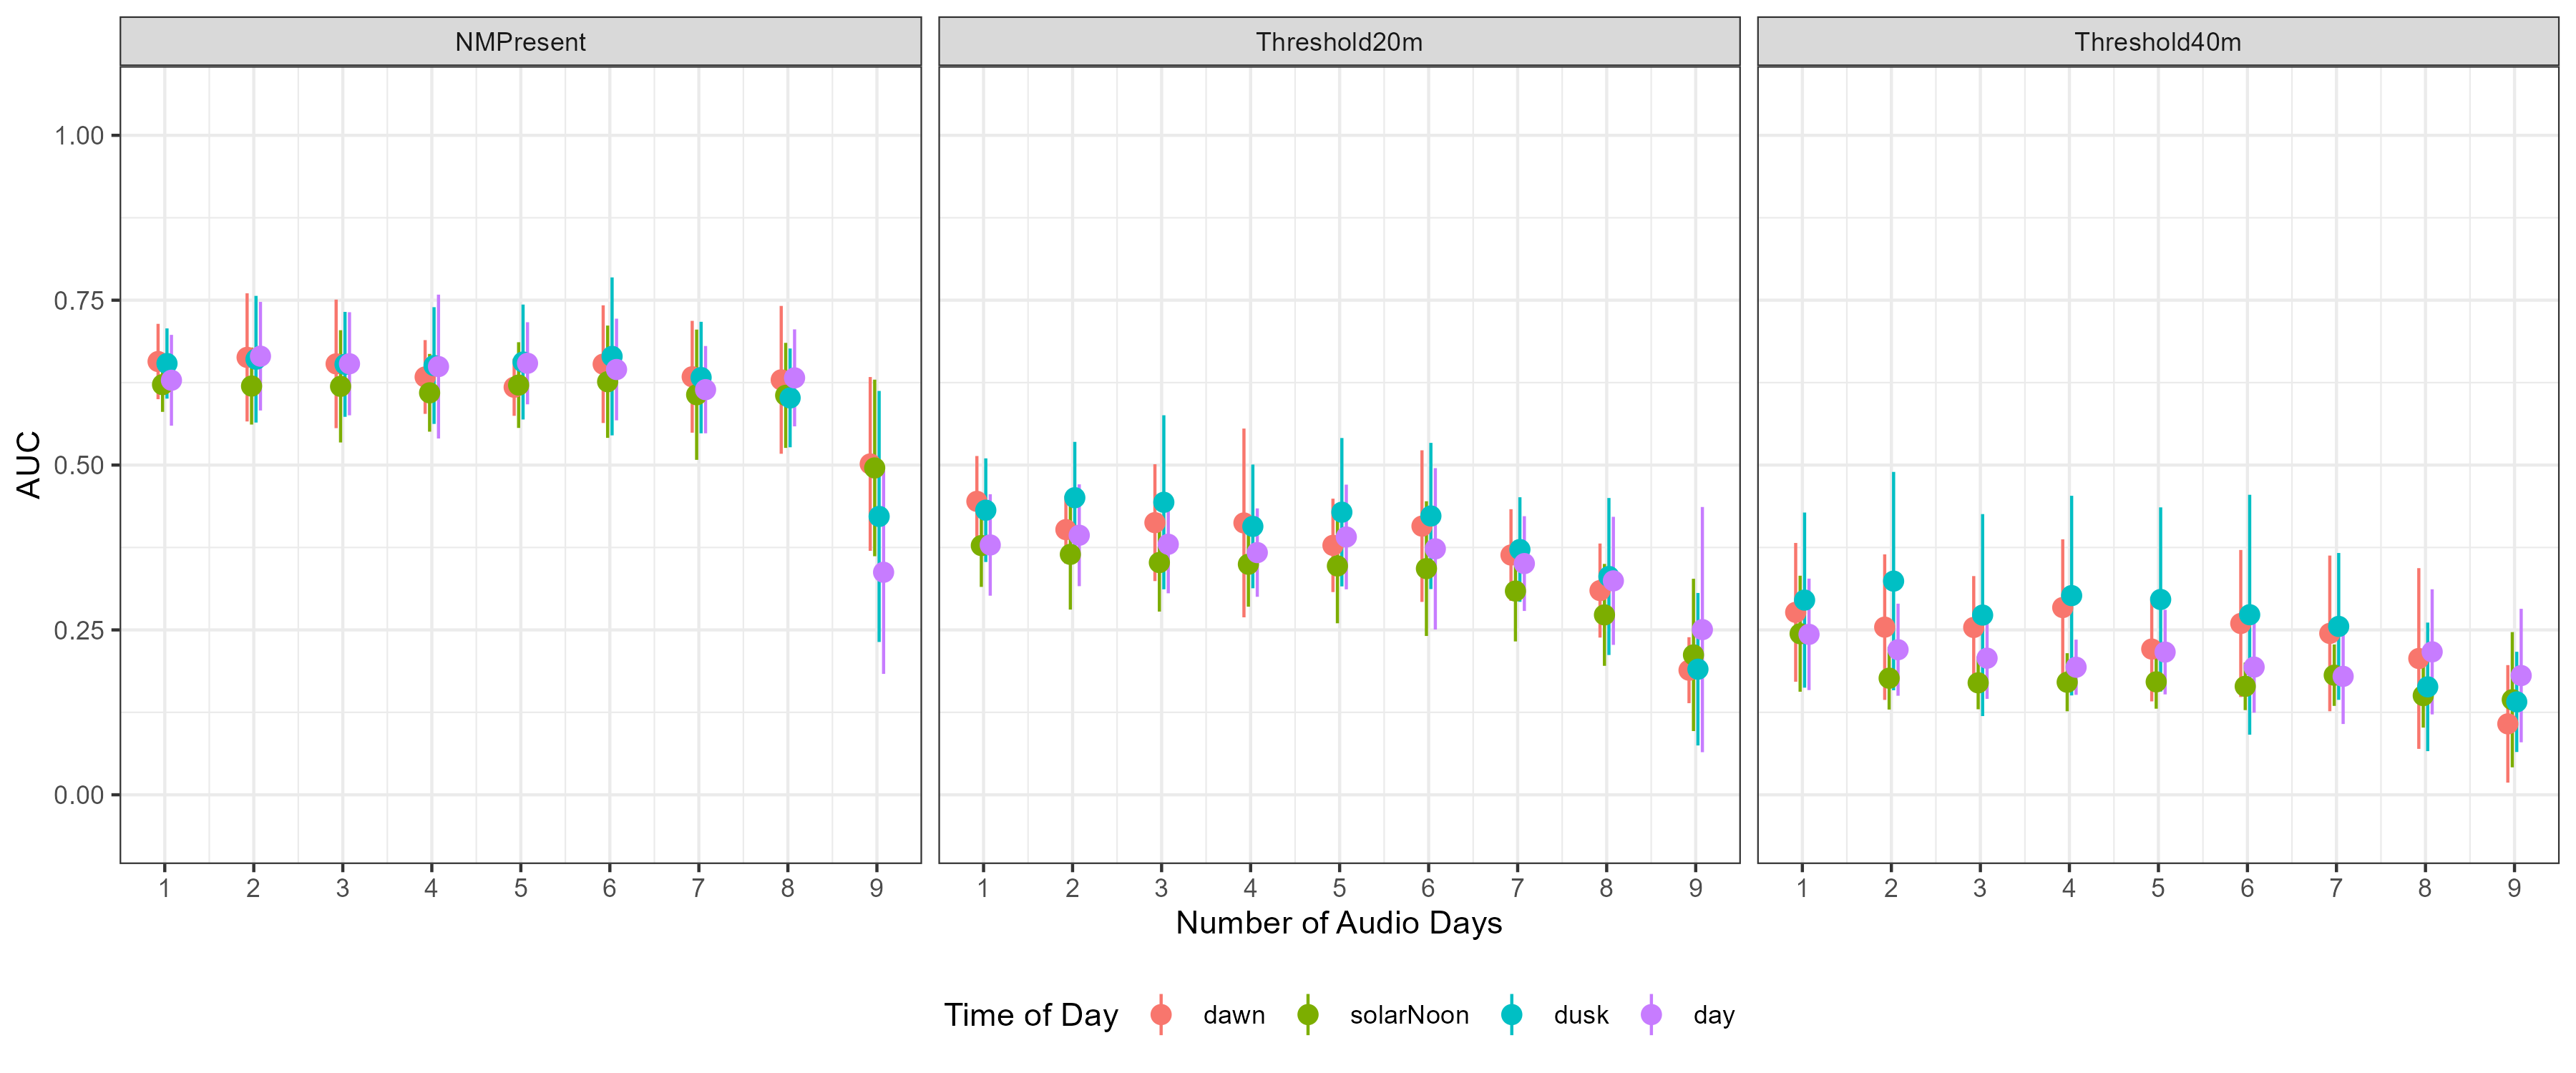 NMPresent Threshold20m Threshold40m
1.00
0.75
0.50
0.25
0.00
AUC
1 2 3 4 5 6 7 8 9 1 2 3 4 5 6 7 8 9 1 2 3 4 5 6 7 8 9
Number of Audio Days
Time of Day dawn solarNoon dusk day